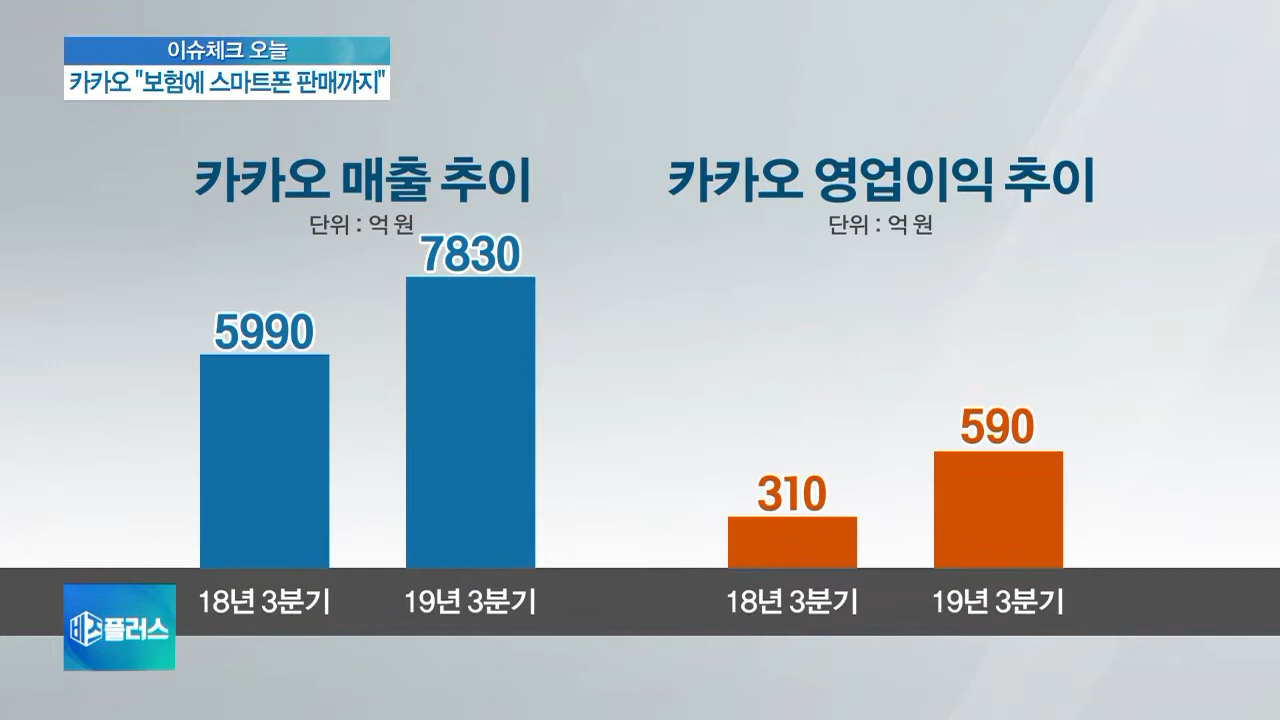 이슈체크 오늘
카카오 "보험에 스마트폰 판매까지"
카카오 매출 추이
단위 : 억 원
5990
7830
18년 3분기
19년 3분기
카카오 영업이익 추이
단위 : 억 원
310
590
18년 3분기
19년 3분기
비즈플러스